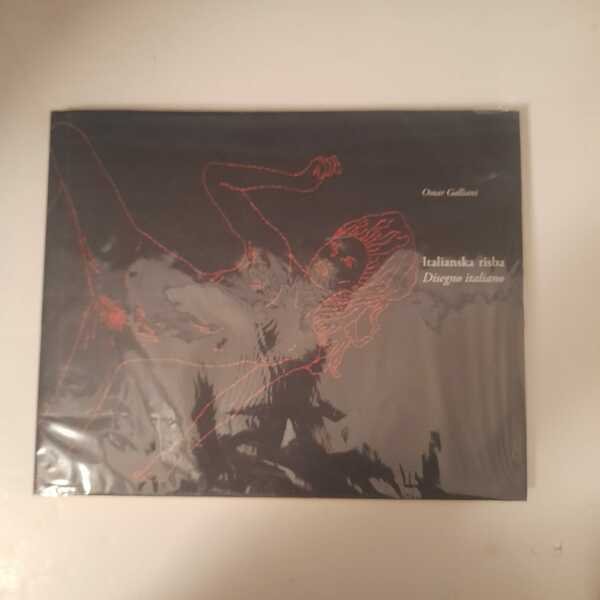 Omar Galliani
Italianska risba
Disegno italiano